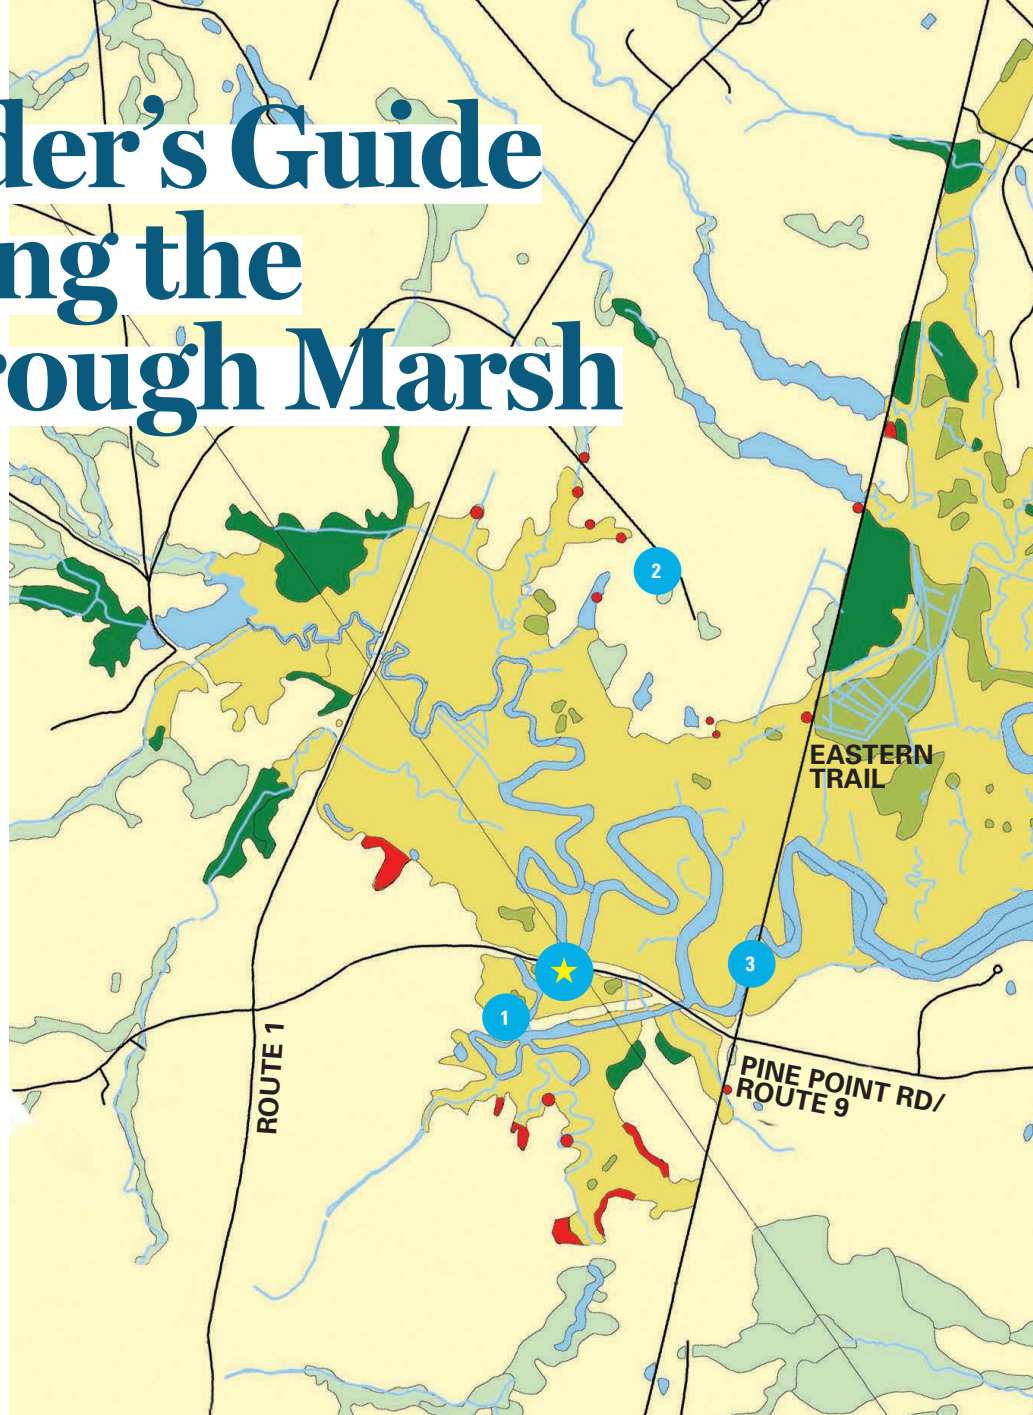 der’s Guide
ng the
rough Marsh
2
EASTERN
TRAIL
3
1
ROUTE 1
PINE POINT RD/
ROUTE 9